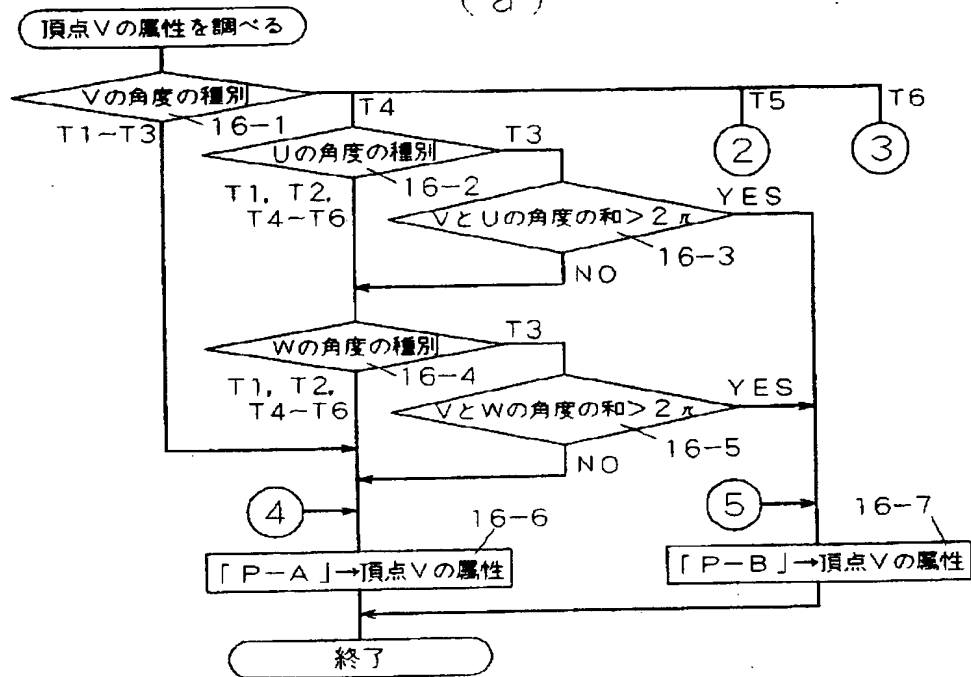 (a)
頂点Vの属性を調べる
Vの角度の種別
16-1
T1~T3
T4
T5
T6
②
③
Uの角度の種別
16-2
T3
T1, T2,
T4~T6
VとUの角度の和>2π
16-3
YES
NO
Wの角度の種別
16-4
T3
T1, T2,
T4~T6
VとWの角度の和>2π
16-5
YES
NO
④
⑤
16-6
16-7
「P-A」→頂点Vの属性
「P-B」→頂点Vの属性
終了